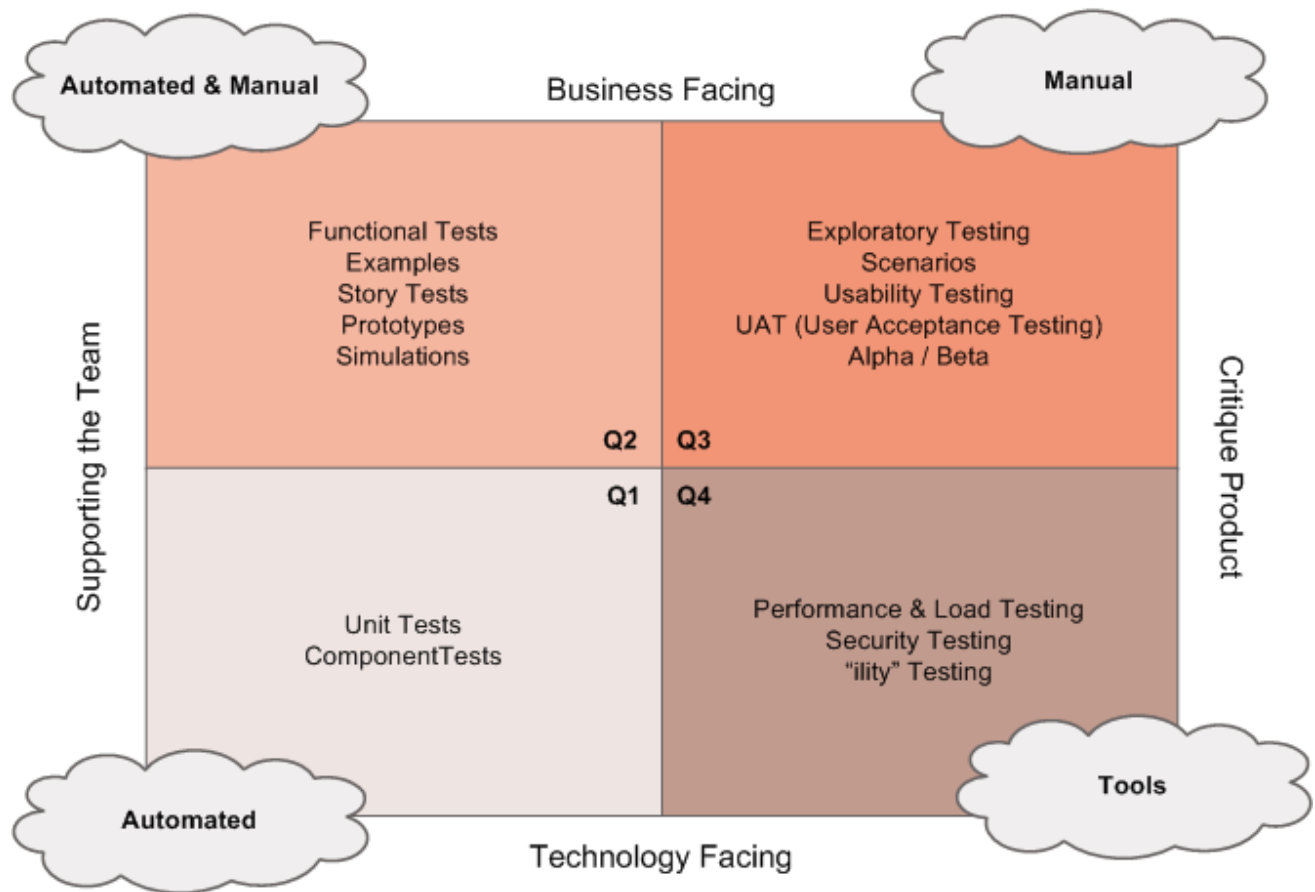 Automated & Manual
Business Facing
Manual
Functional Tests
Examples
Story Tests
Prototypes
Simulations
Exploratory Testing
Scenarios
Usability Testing
UAT (User Acceptance Testing)
Alpha / Beta
Supporting the Team
Critique Product
Q2
Q3
Q1
Q4
Unit Tests
ComponentTests
Performance & Load Testing
Security Testing
“ility” Testing
Automated
Technology Facing
Tools